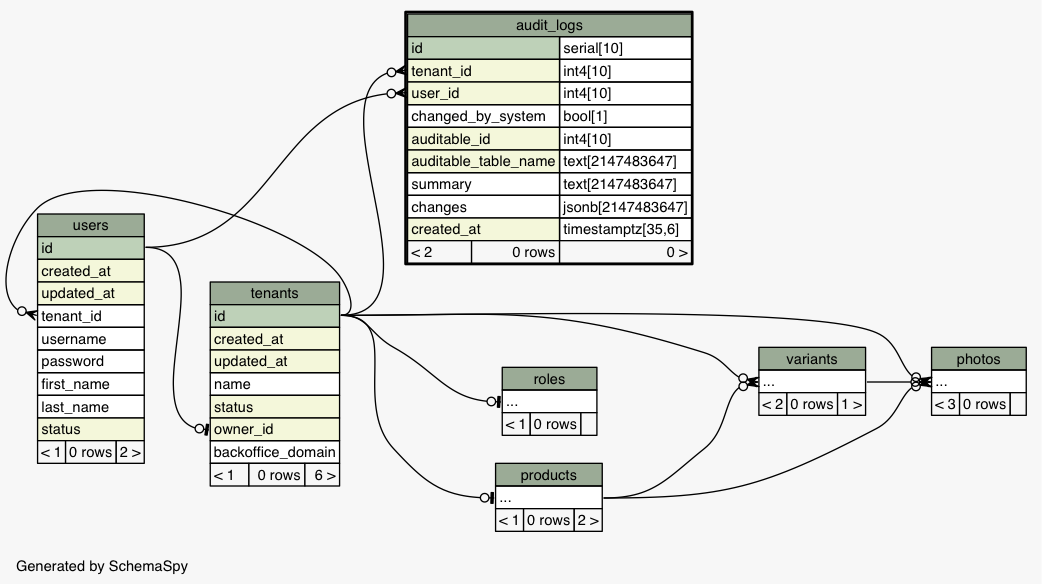 audit_logs
id serial[10]
tenant_id int4[10]
user_id int4[10]
changed_by_system bool[1]
auditable_id int4[10]
auditable_table_name text[2147483647]
summary text[2147483647]
changes jsonb[2147483647]
created_at timestamptz[35,6]
< 2 0 rows 0 >
users
id
created_at
updated_at
tenant_id
username
password
first_name
last_name
status
< 1 0 rows 2 >
tenants
id
created_at
updated_at
name
status
owner_id
backoffice_domain
< 1 0 rows 6 >
roles
...
< 1 0 rows
products
...
< 1 0 rows 2 >
variants
...
< 2 0 rows 1 >
photos
...
< 3 0 rows
Generated by SchemaSpy